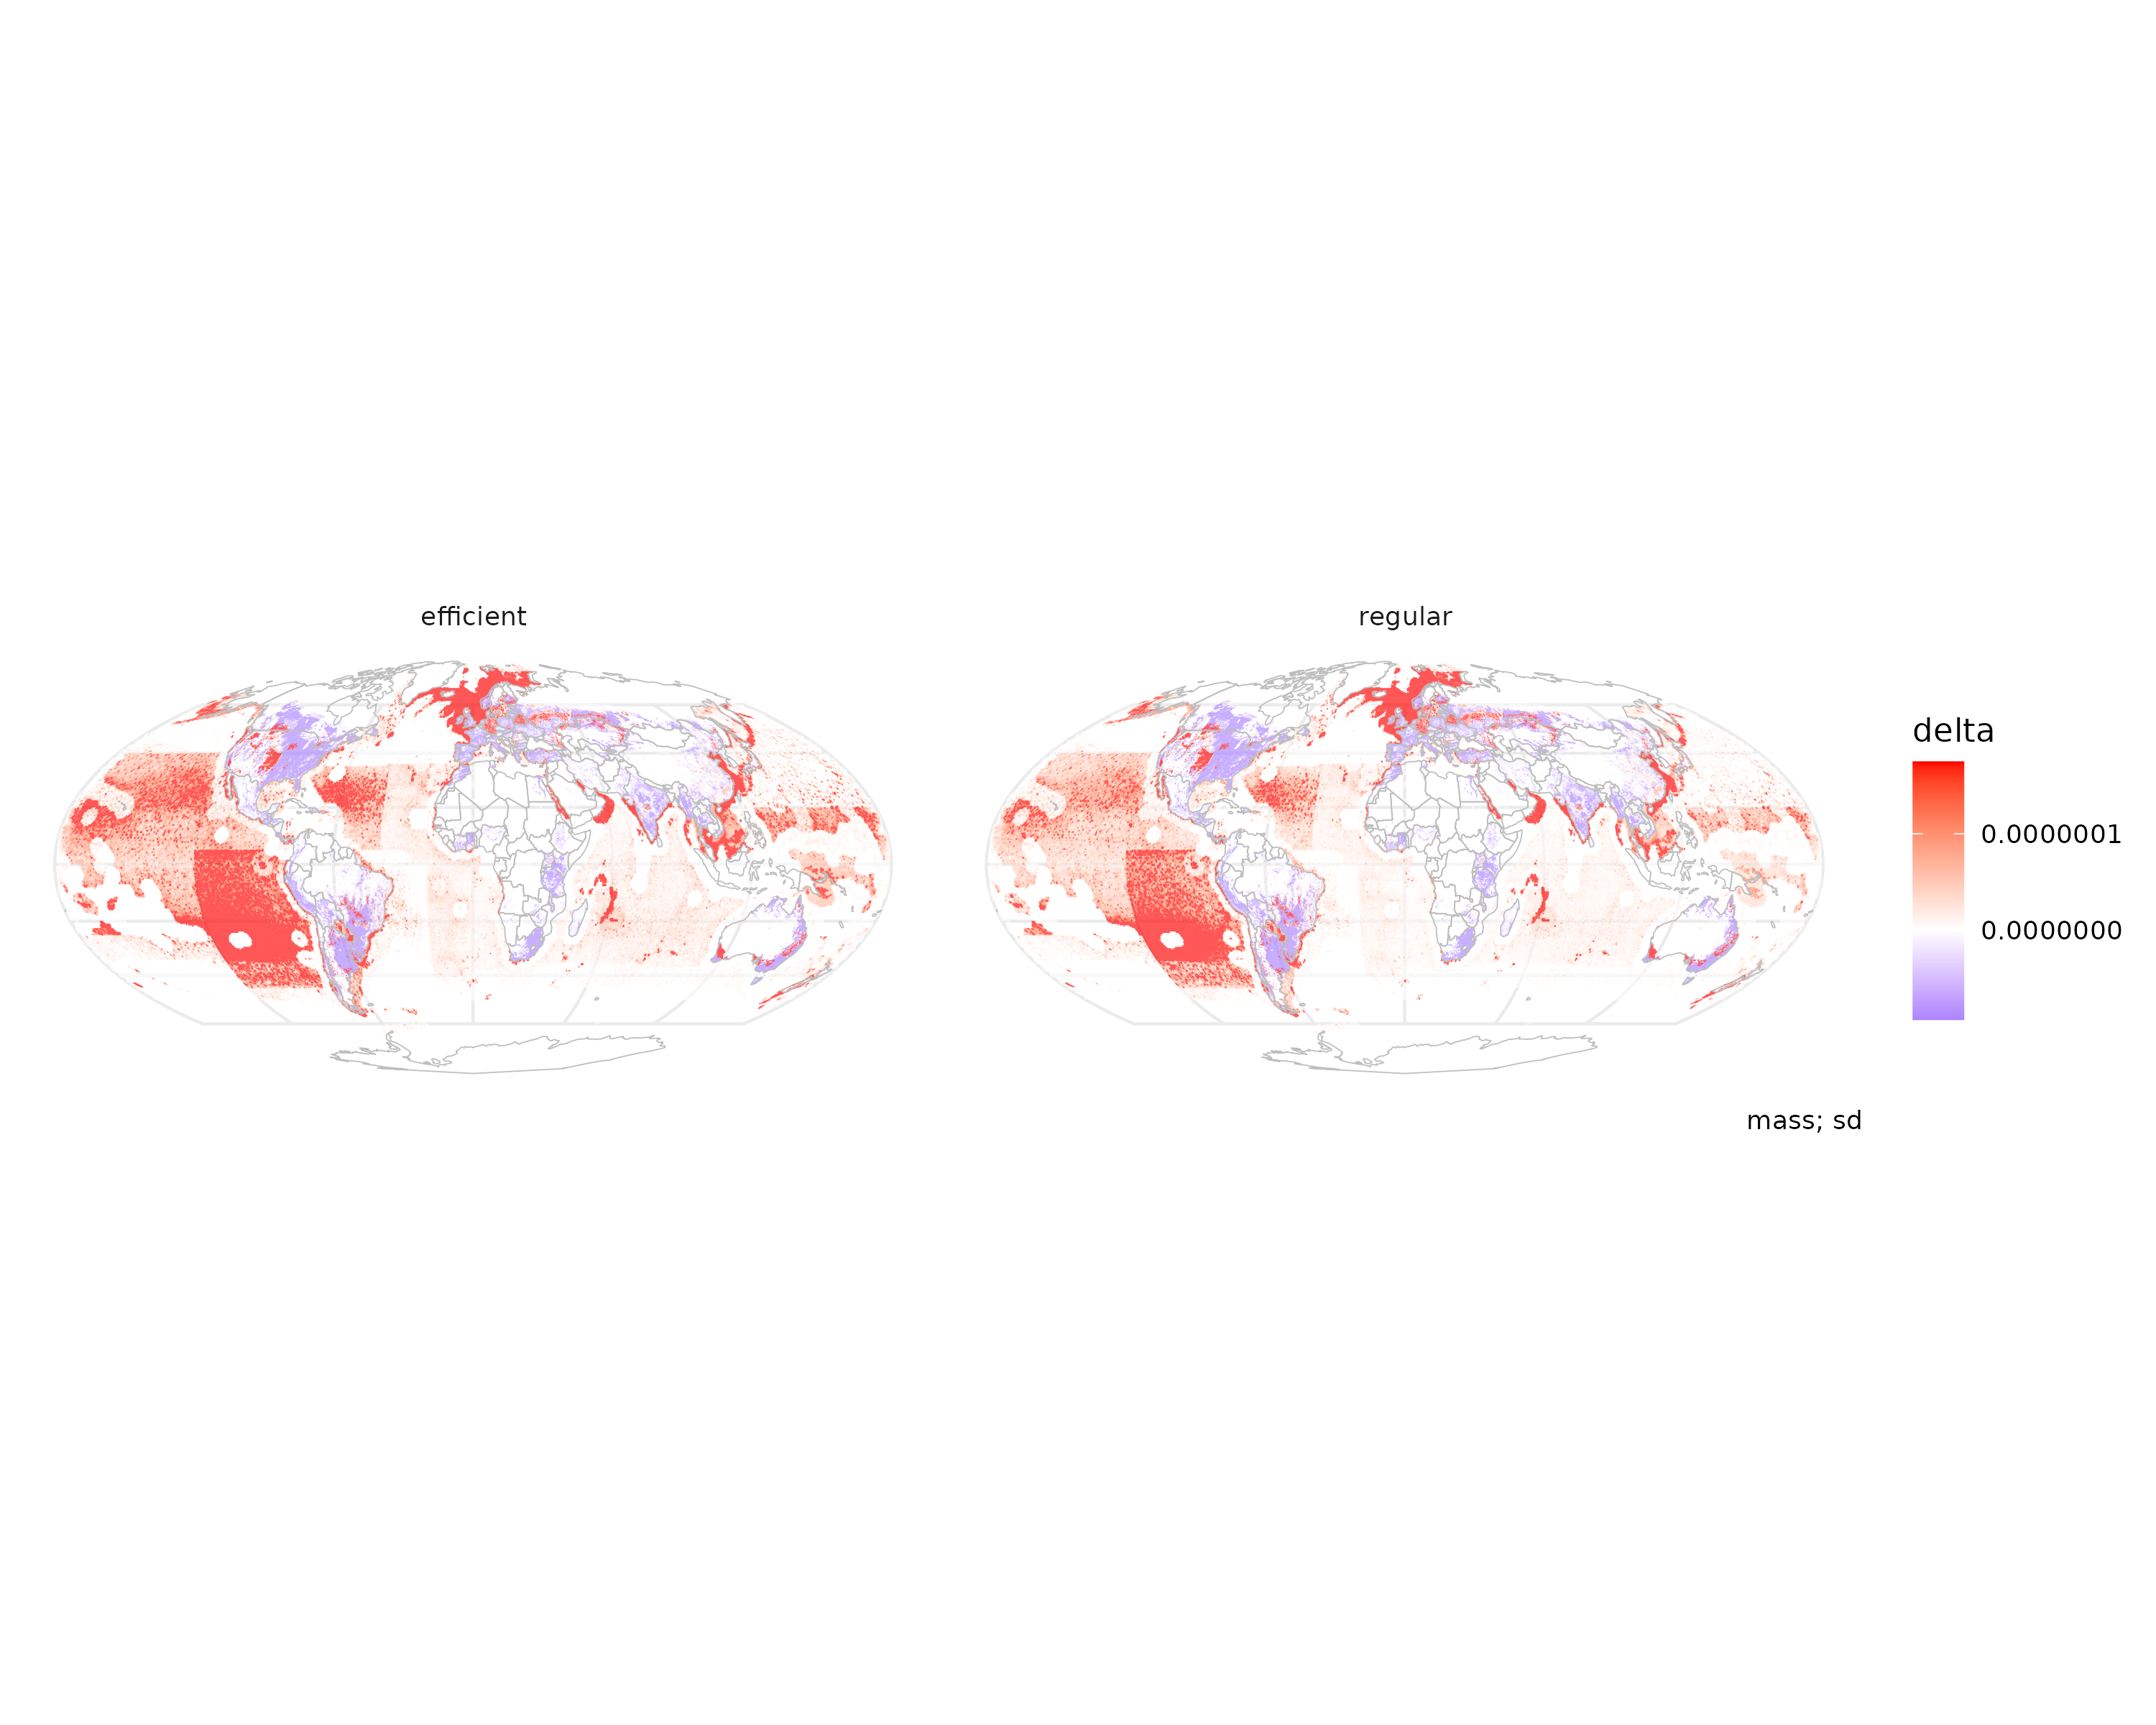 efficient
regular
delta
0.0000001
0.0000000
mass; sd